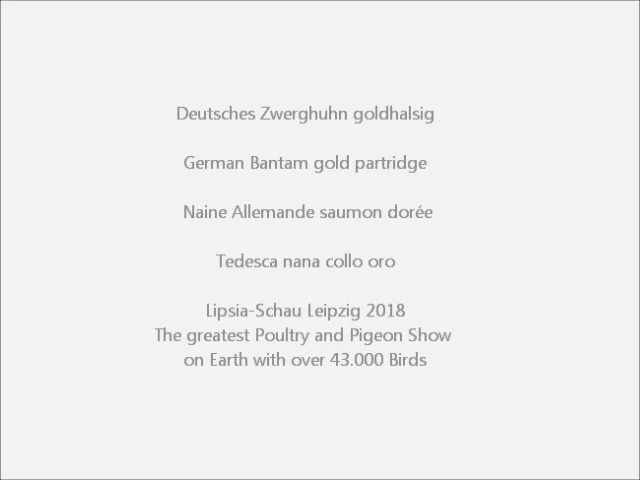 Deutsches Zwerghuhn goldhalsig
German Bantam gold partridge
Naine Allemande saumon dorée
Tedesca nana collo oro
Lipsia-Schau Leipzig 2018
The greatest Poultry and Pigeon Show
on Earth with over 43.000 Birds